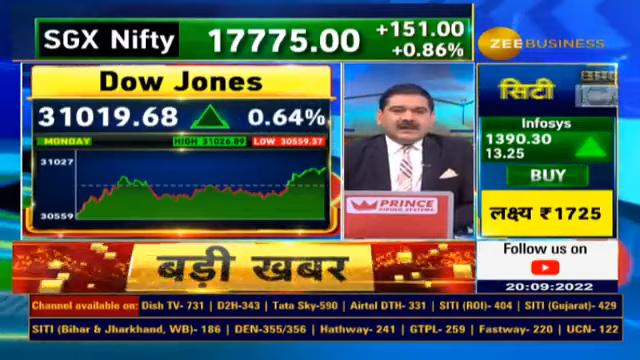 SGX Nifty 17775.00 +151.00
+0.86%
ZEE BUSINESS
Dow Jones
31019.68 0.64%
MONDAY HIGH 31026.89 LOW 30559.37
31027
30559
PRINCE
PIPING SYSTEMS
सिटी
Infosys
1390.30
13.25
BUY
लक्ष्य ₹1725
बड़ी खबर
Follow us on
20:09:2022
Channel available on: Dish TV- 731 | D2H-343 | Tata Sky-590 | Airtel DTH- 331 | SITI (ROI)- 404 | SITI (Gujarat)- 429
SITI (Bihar & Jharkhand, WB)- 186 | DEN-355/356 | Hathway- 241 | GTPL- 259 | Fastway- 220 | UCN- 122